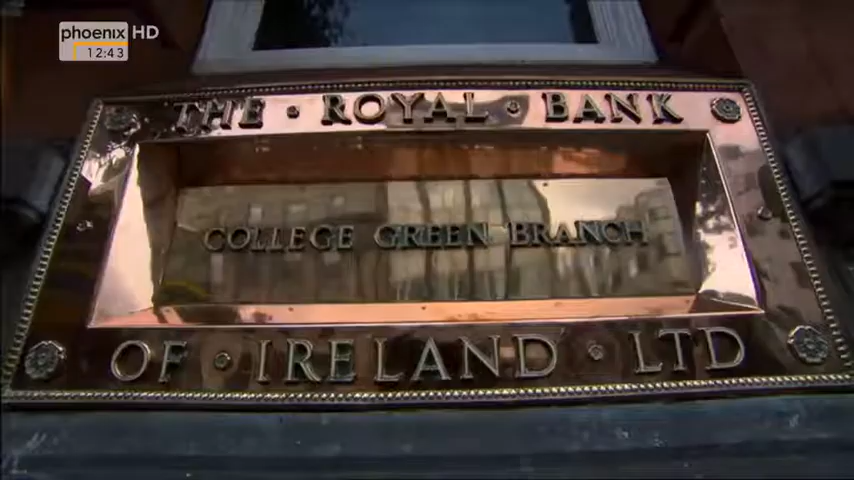 phoenix HD
12:43
THE · ROYAL · BANK
COLLEGE GREEN BRANCH
OF · IRELAND · LTD